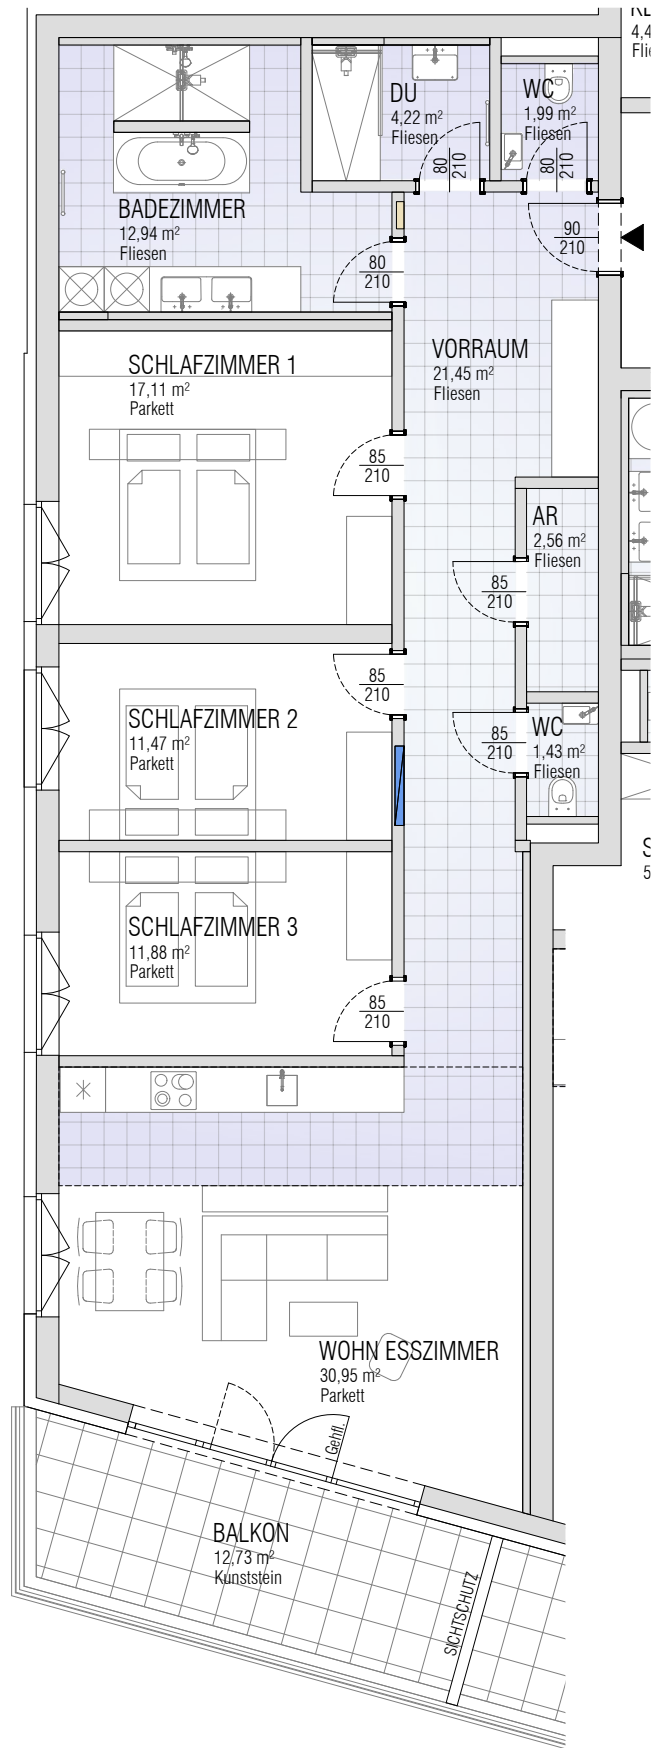 4,4
DU
4,22 m²
Fliesen
80
210
WC
1,99 m²
Fliesen
80
210
90
210
BADEZIMMER
12,94 m²
Fliesen
80
210
SCHLAFZIMMER 1
17,11 m²
Parkett
85
210
VORRAUM
21,45 m²
Fliesen
AR
2,56 m²
Fliesen
85
210
SCHLAFZIMMER 2
11,47 m²
Parkett
85
210
WC
1,43 m²
Fliesen
85
210
S
5
SCHLAFZIMMER 3
11,88 m²
Parkett
85
210
WOHN ESSZIMMER
30,95 m²
Parkett
Gehfl.
BALKON
12,73 m²
Kunststein
SICHTSCHUTZ